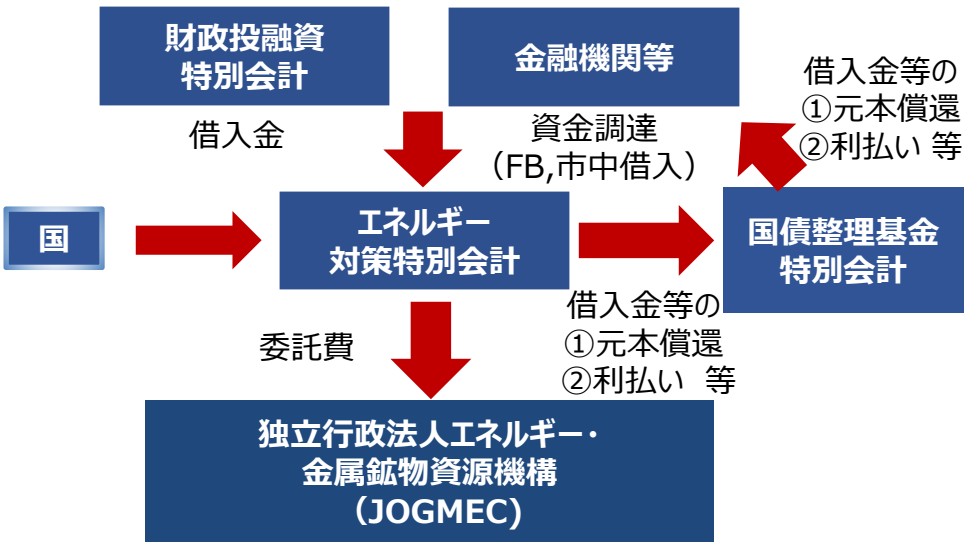 財政投融資
特別会計
金融機関等
借入金等の
①元本償還
②利払い 等
借入金
資金調達
（FB,市中借入）
国
エネルギー
対策特別会計
国債整理基金
特別会計
借入金等の
①元本償還
②利払い 等
委託費
独立行政法人エネルギー・
金属鉱物資源機構
（JOGMEC)